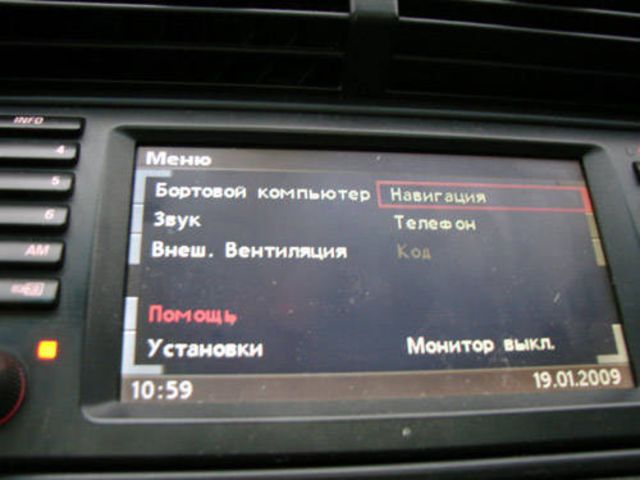 INFO
4
5
6
AM
Меню
Бортовой компьютер Навигация
Звук Телефон
Внеш. Вентиляция Код
Помощь
Установки Монитор выкл.
10:59 19.01.2009